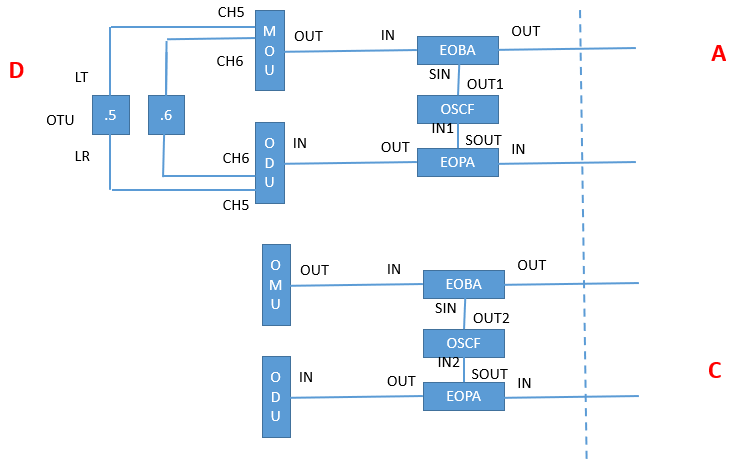 CH5
M
O
U
OUT
IN
EOBA
OUT
A
D
CH6
LT
SIN
OUT1
OTU
.5
.6
OSCF
IN1
LR
O
D
U
IN
OUT
SOUT
EOPA
IN
CH6
CH5
O
M
U
OUT
IN
EOBA
OUT
SIN
OUT2
OSCF
IN2
C
O
D
U
IN
OUT
SOUT
EOPA
IN